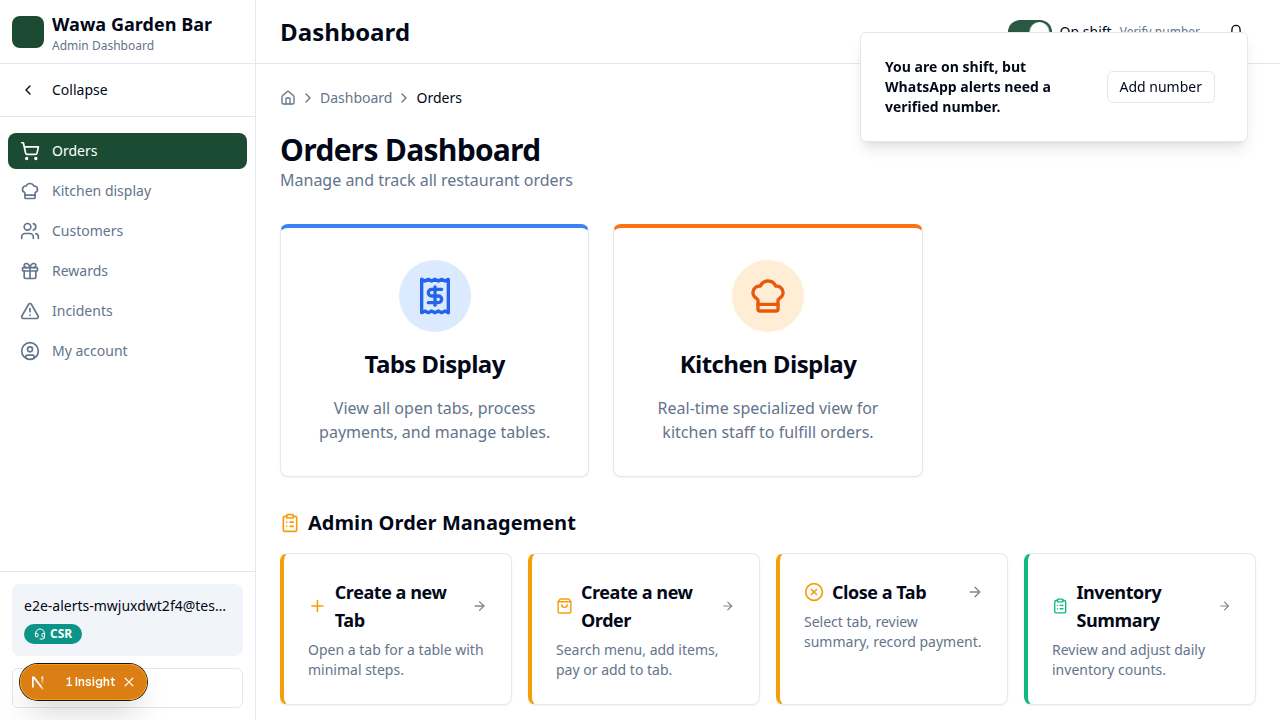 Wawa Garden Bar
Admin Dashboard
Collapse
Orders
Kitchen display
Customers
Rewards
Incidents
My account
e2e-alerts-mwjuxdwt2f4@tes...
CSR
1 Insight
Dashboard
On shift
Verify number
You are on shift, but
WhatsApp alerts need a
verified number.
Add number
Dashboard
Orders
Orders Dashboard
Manage and track all restaurant orders
Tabs Display
View all open tabs, process
payments, and manage tables.
Kitchen Display
Real-time specialized view for
kitchen staff to fulfill orders.
Admin Order Management
Create a new
Tab
Open a tab for a table with
minimal steps.
Create a new
Order
Search menu, add items,
pay or add to tab.
Close a Tab
Select tab, review
summary, record payment.
Inventory
Summary
Review and adjust daily
inventory counts.